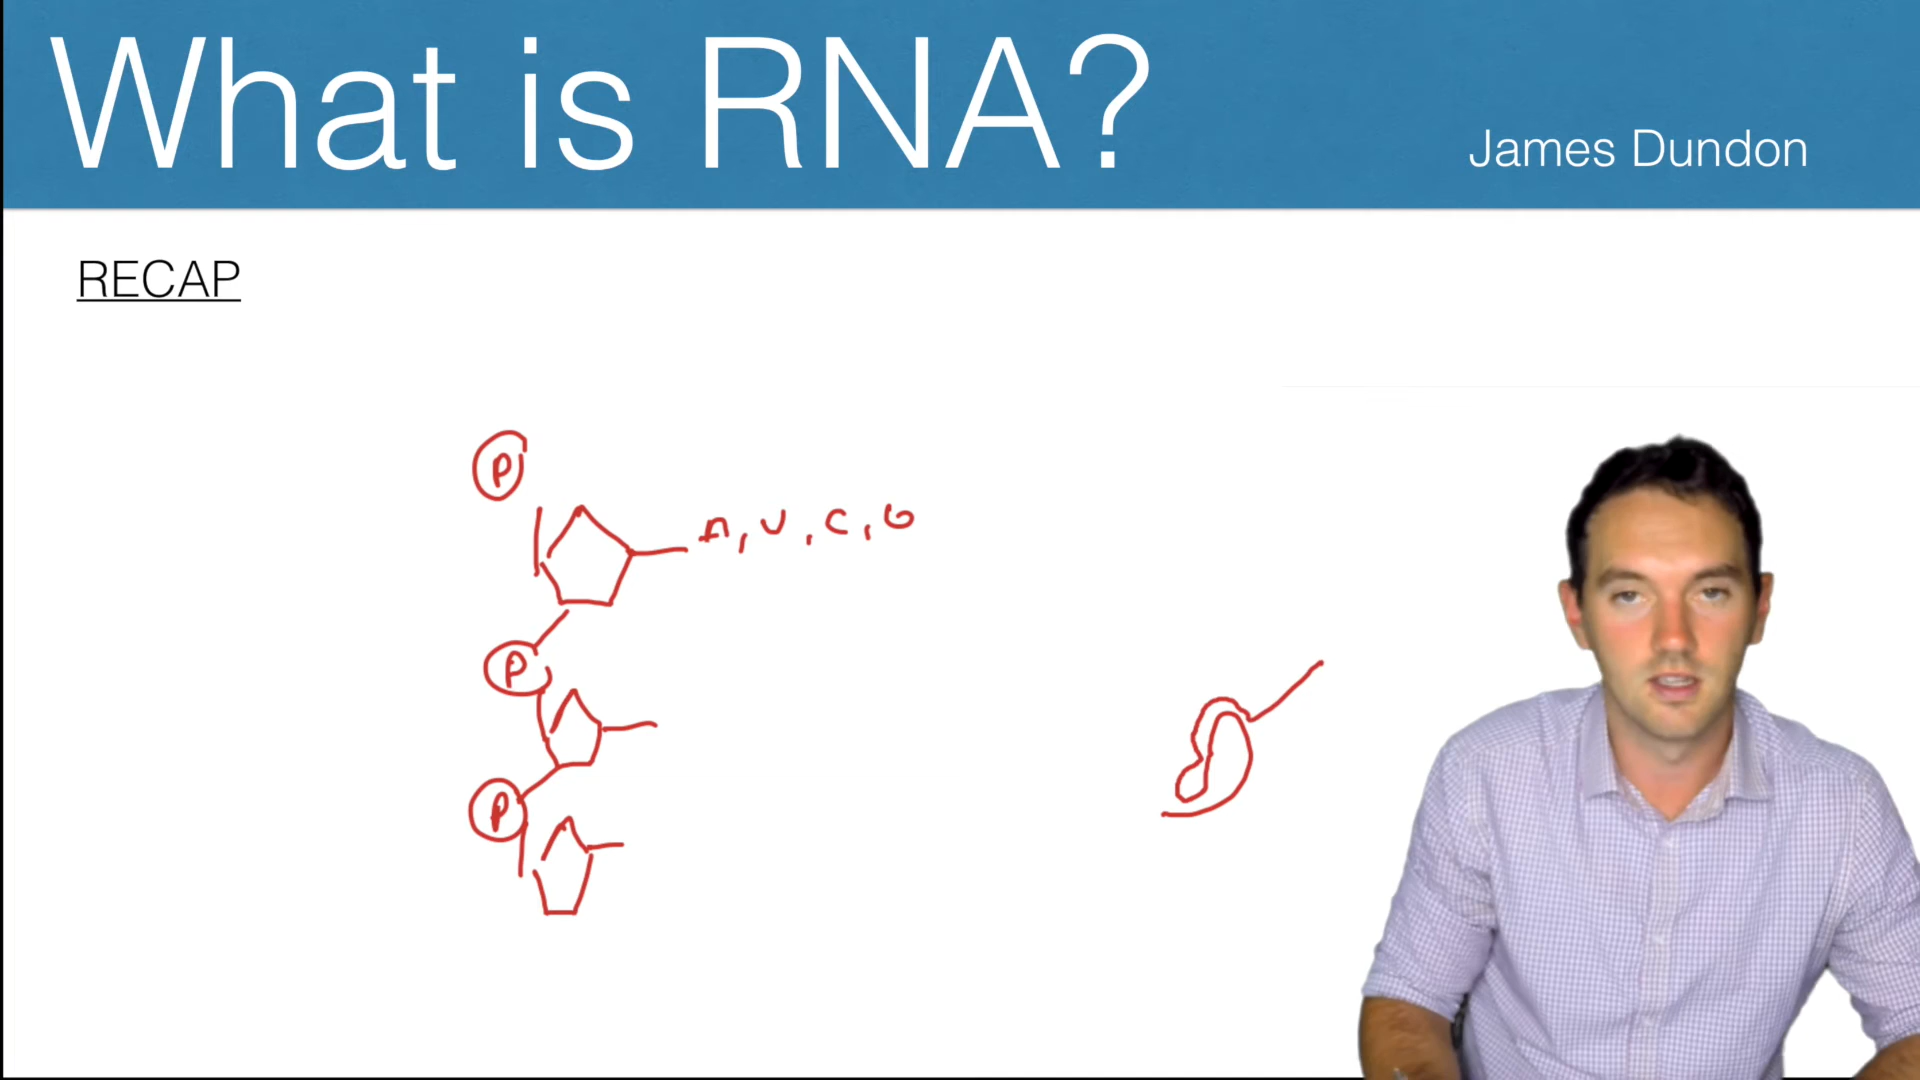 What is RNA?
James Dundon
RECAP
P
A, U, C, G
P
P